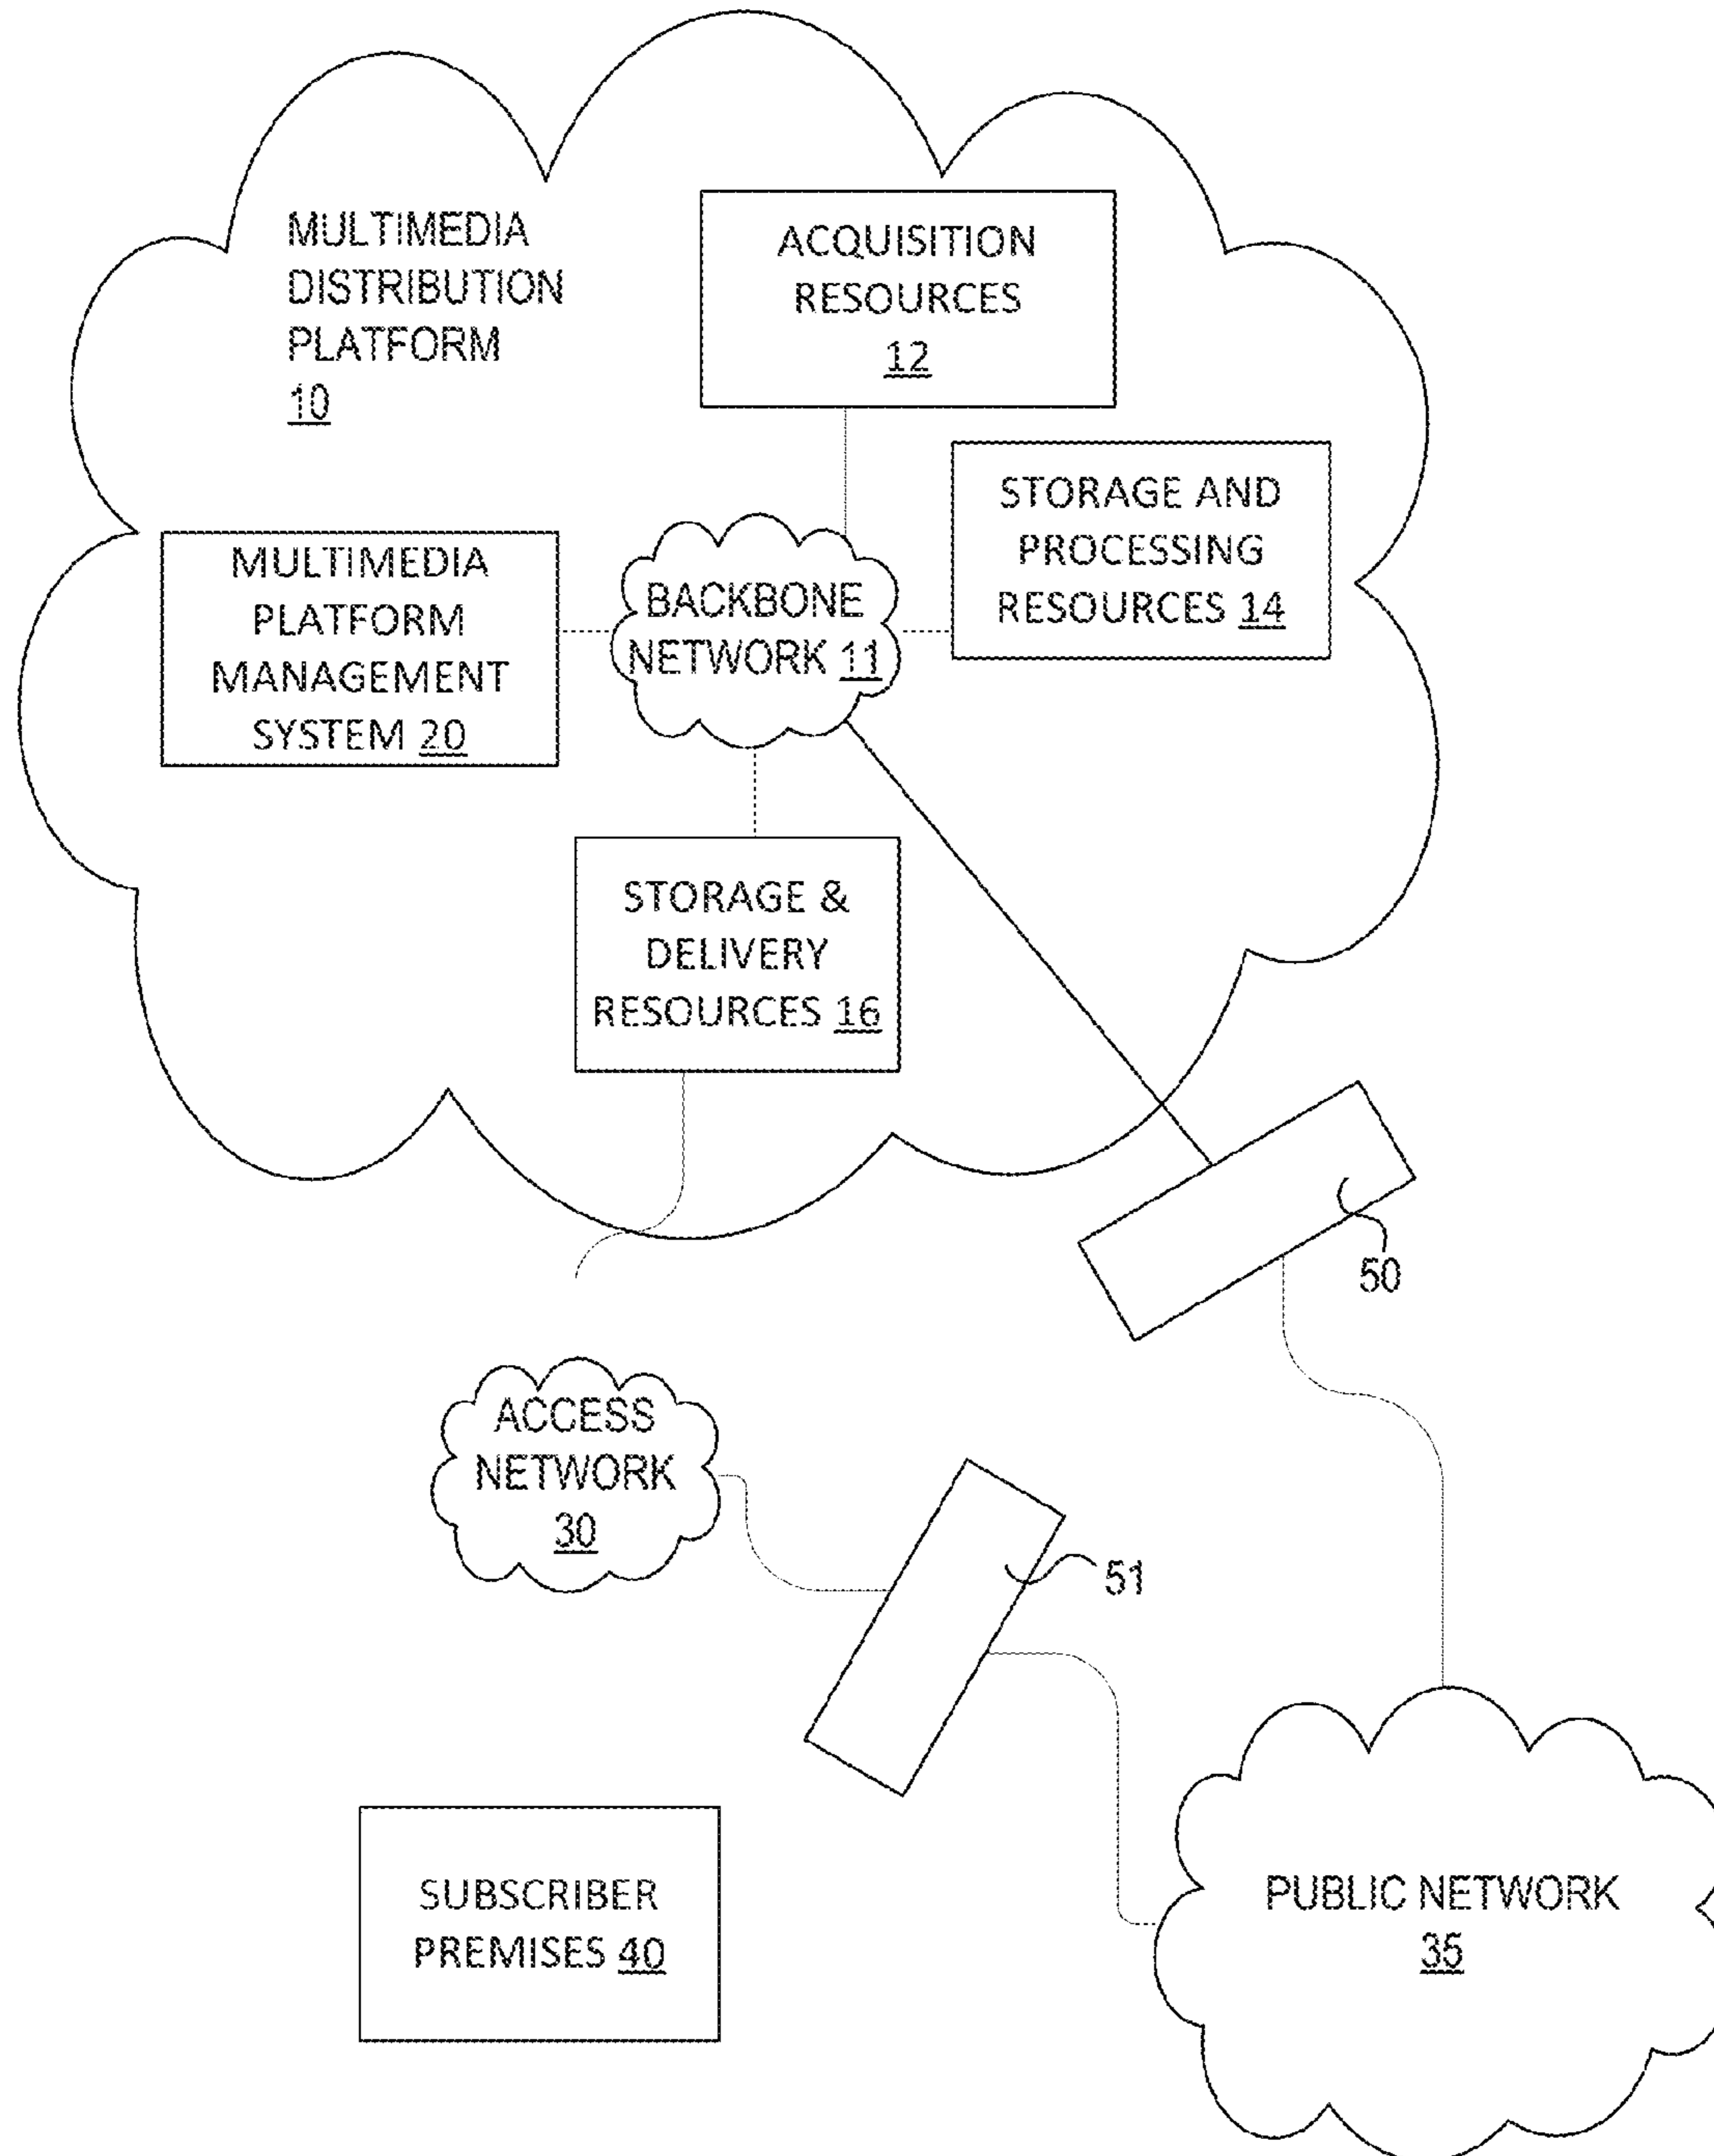 MULTIMEDIA
DISTRIBUTION
PLATFORM
10
ACQUISITION
RESOURCES
12
STORAGE AND
PROCESSING
RESOURCES 14
MULTIMEDIA
PLATFORM
MANAGEMENT
SYSTEM 20
BACKBONE
NETWORK 11
STORAGE &
DELIVERY
RESOURCES 16
50
ACCESS
NETWORK
30
51
SUBSCRIBER
PREMISES 40
PUBLIC NETWORK
35